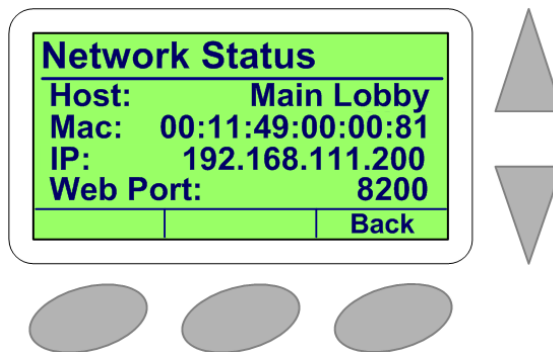 Network Status
Host: Main Lobby
Mac: 00:11:49:00:00:81
IP: 192.168.111.200
Web Port: 8200
Back